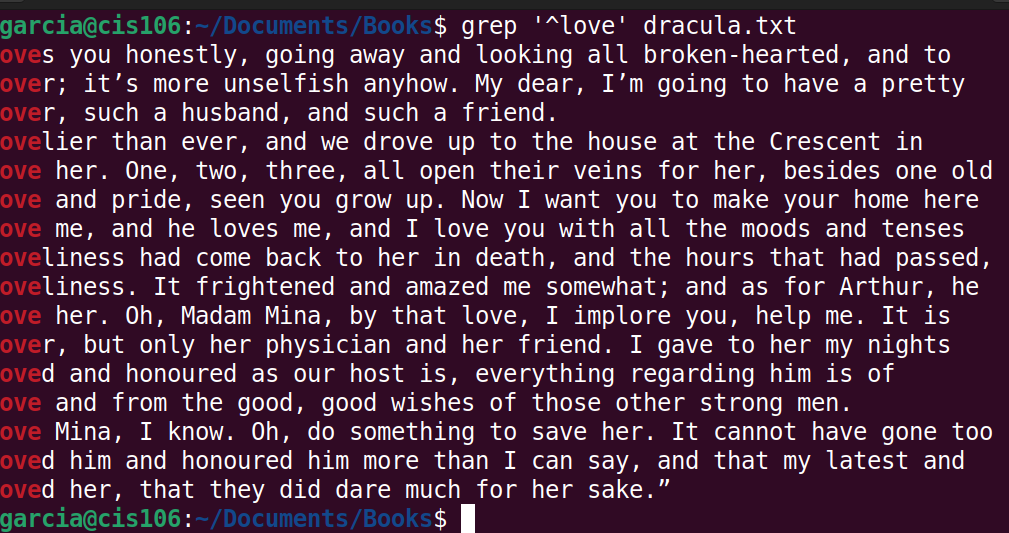 garcia@cis106:~/Documents/Books$ grep '^love' dracula.txt
oves you honestly, going away and looking all broken-hearted, and to
over; it’s more unselfish anyhow. My dear, I’m going to have a pretty
over, such a husband, and such a friend.
ovelier than ever, and we drove up to the house at the Crescent in
ove her. One, two, three, all open their veins for her, besides one old
ove and pride, seen you grow up. Now I want you to make your home here
ove me, and he loves me, and I love you with all the moods and tenses
oveliness had come back to her in death, and the hours that had passed,
oveliness. It frightened and amazed me somewhat; and as for Arthur, he
ove her. Oh, Madam Mina, by that love, I implore you, help me. It is
over, but only her physician and her friend. I gave to her my nights
oved and honoured as our host is, everything regarding him is of
ove and from the good, good wishes of those other strong men.
ove Mina, I know. Oh, do something to save her. It cannot have gone too
oved him and honoured him more than I can say, and that my latest and
oved her, that they did dare much for her sake.”
garcia@cis106:~/Documents/Books$